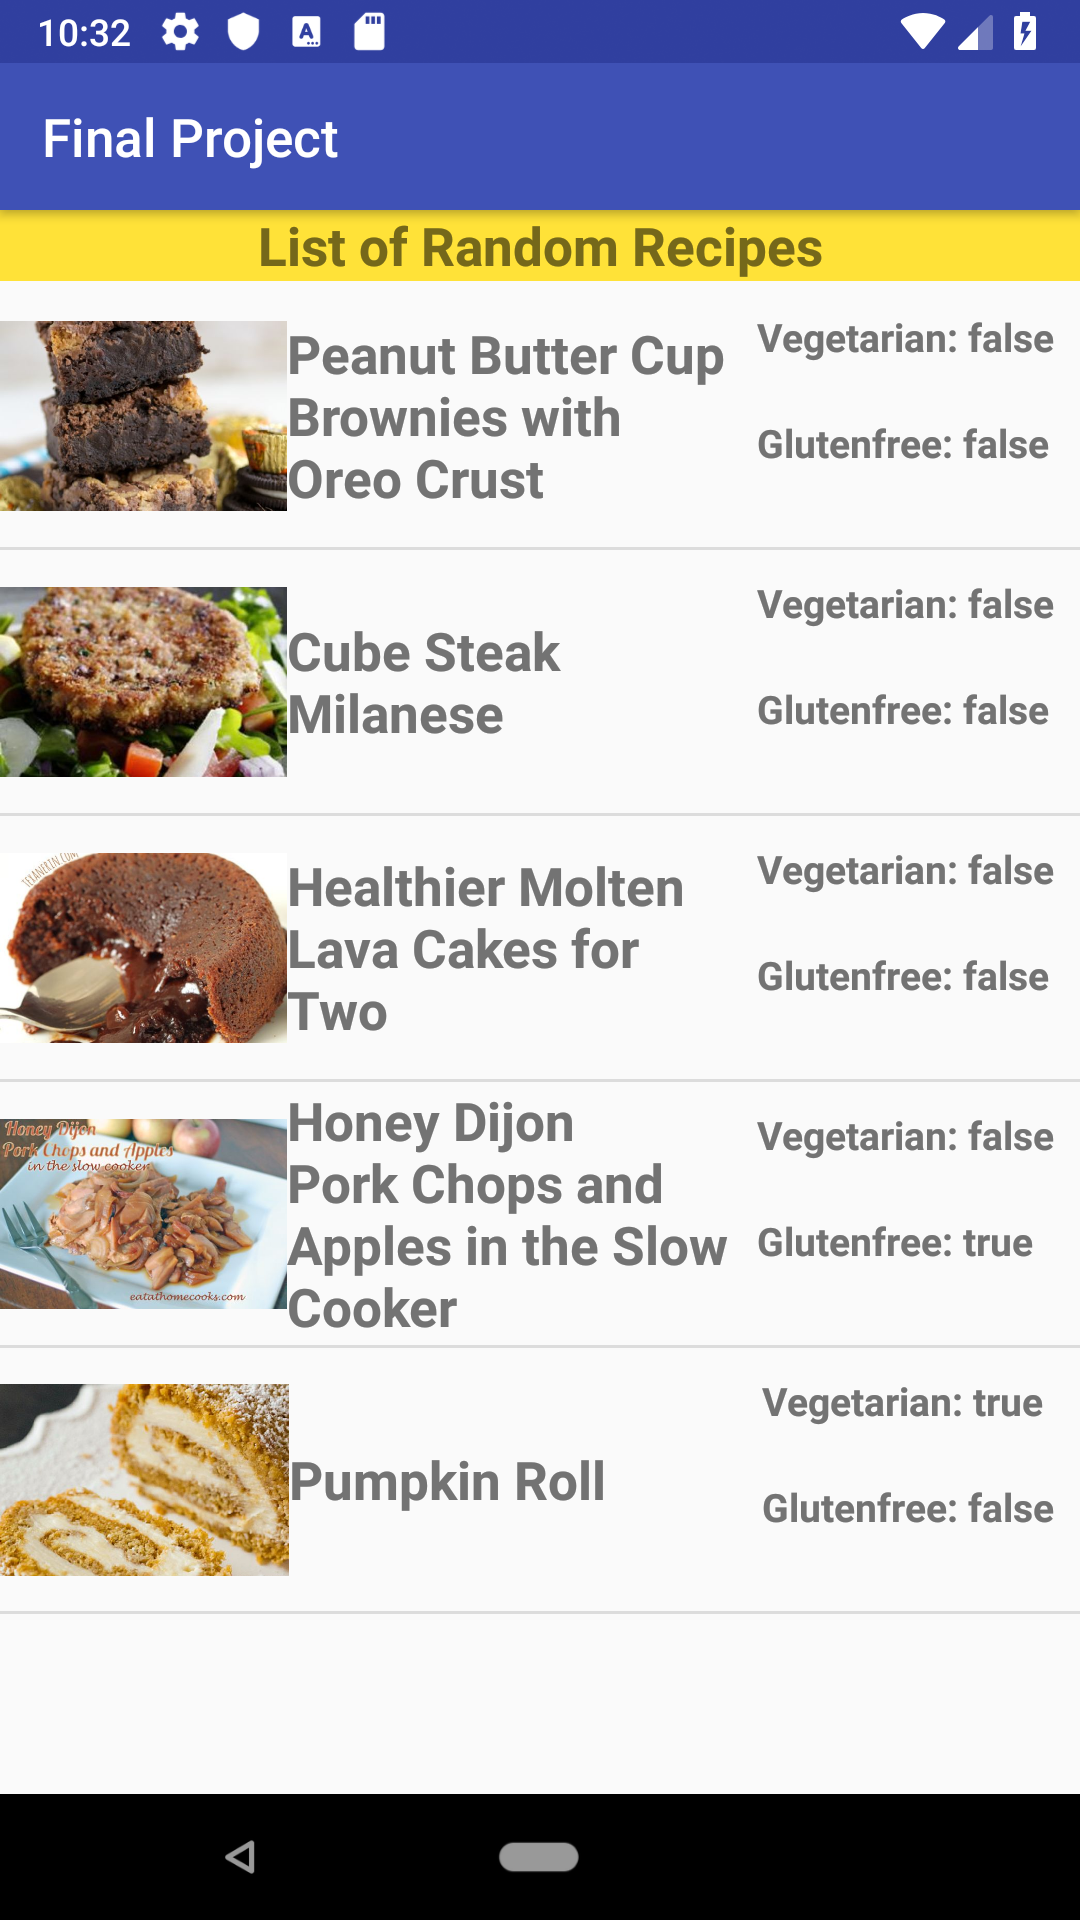 10:32
Final Project
List of Random Recipes
Peanut Butter Cup
Brownies with
Oreo Crust
Vegetarian: false
Glutenfree: false
Cube Steak
Milanese
Vegetarian: false
Glutenfree: false
TEXANERIN.COM
Healthier Molten
Lava Cakes for
Two
Vegetarian: false
Glutenfree: false
Honey Dijon
Pork Chops and Apples
in the slow cooker
eatathomecooks.com
Honey Dijon
Pork Chops and
Apples in the Slow
Cooker
Vegetarian: false
Glutenfree: true
Pumpkin Roll
Vegetarian: true
Glutenfree: false